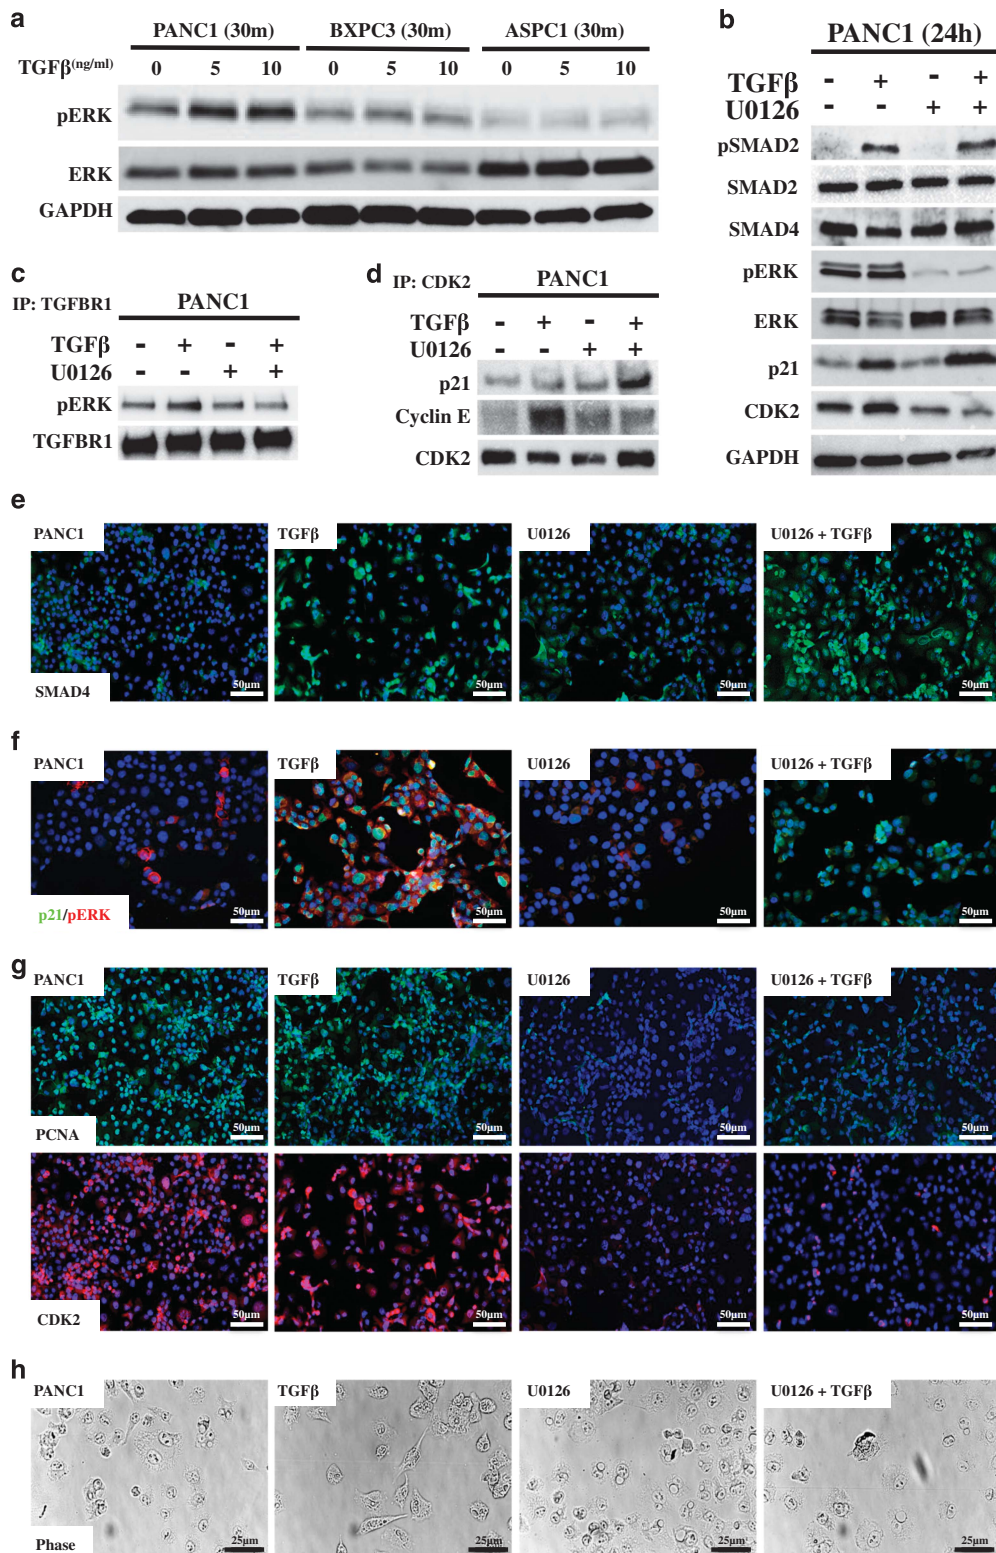 a
PANC1 (30m) BXPC3 (30m) ASPC1 (30m)
TGFβ(ng/ml) 0 5 10 0 5 10 0 5 10
pERK
ERK
GAPDH
b
PANC1 (24h)
TGFβ - + - +
U0126 - - + +
pSMAD2
SMAD2
SMAD4
pERK
ERK
p21
CDK2
GAPDH
c
IP: TGFBR1 PANC1
TGFβ - + - +
U0126 - - + +
pERK
TGFBR1
d
IP: CDK2 PANC1
TGFβ - + - +
U0126 - - + +
p21
Cyclin E
CDK2
e
PANC1 TGFβ U0126 U0126 + TGFβ
SMAD4 50μm 50μm 50μm 50μm
f
PANC1 TGFβ U0126 U0126 + TGFβ
p21/pERK 50μm 50μm 50μm 50μm
g
PANC1 TGFβ U0126 U0126 + TGFβ
PCNA 50μm 50μm 50μm 50μm
CDK2 50μm 50μm 50μm 50μm
h
PANC1 TGFβ U0126 U0126 + TGFβ
Phase 25μm 25μm 25μm 25μm